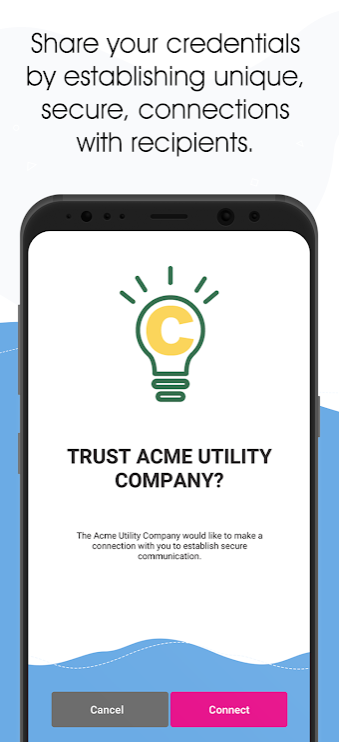 Share your credentials
by establishing unique,
secure, connections
with recipients.
C
TRUST ACME UTILITY
COMPANY?
The Acme Utility Company would like to make a
connection with you to establish secure
communication.
Cancel
Connect